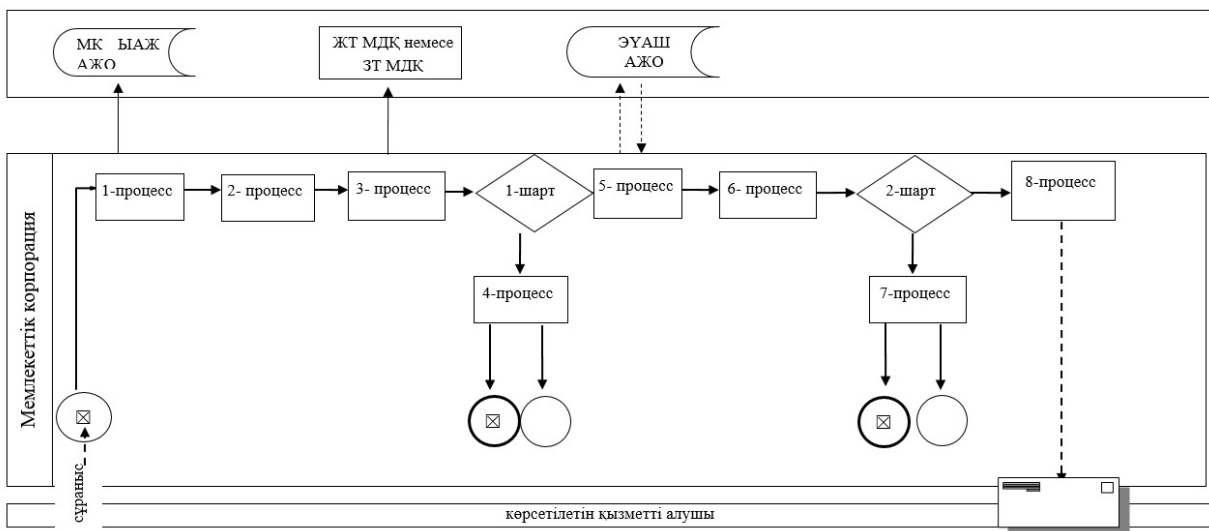 МК ЫАЖ
АЖО
ЖТ МДҚ немесе
ЗТ МДҚ
ЭҮАШ
АЖО
Мемлекеттік корпорация
1-процесс
2- процесс
3- процесс
1-шарт
5- процесс
6- процесс
2-шарт
8-процесс
4-процесс
7-процесс
сұраныс
көрсетілетін қызметті алушы